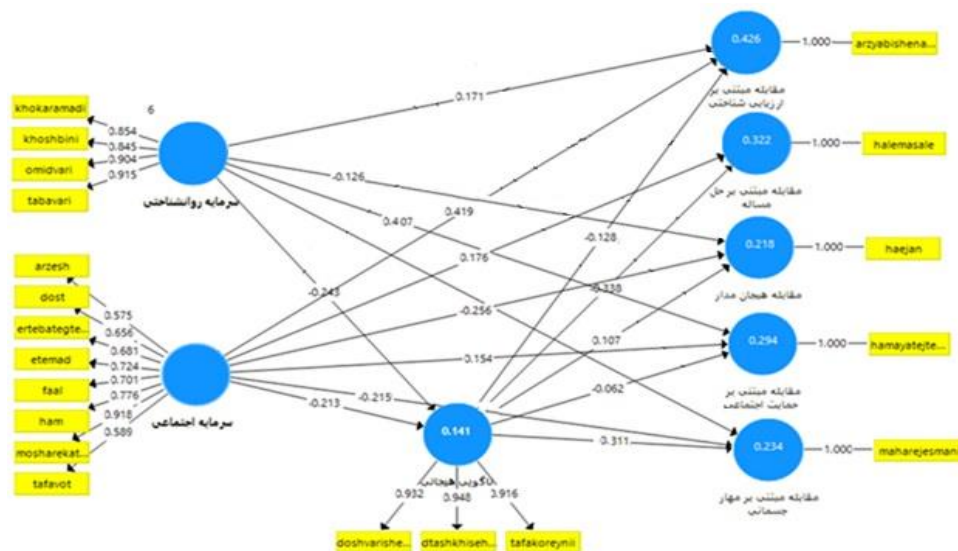 khokaramadi
khoshbini
omidvari
tabavari
6
0.854
0.845
0.904
0.915
سرمایه روانشناختی
arzesh
dost
ertebategte...
etemad
faal
ham
mosharekat...
tafavot
0.575
0.656
0.681
0.724
0.701
0.776
0.918
0.589
سرمایه اجتماعی
0.171
-0.126
0.419
0.407
0.176
-0.128
-0.243
-0.338
-0.256
0.107
0.154
-0.062
-0.215
-0.213
0.311
0.141
ناگویی هیجانی
0.932
0.948
0.916
doshvarishe...
dtashkhiseh...
tafakoreynii
0.426
1.000
arzyabishena...
مقابله مبتنی بر
ارزیابی شناختی
0.322
1.000
halemasale
مقابله مبتنی بر حل
مساله
0.218
1.000
haejan
مقابله هیجان مدار
0.294
1.000
hamayatejte...
مقابله مبتنی بر
حمایت اجتماعی
0.234
1.000
maharejesmani
مقابله مبتنی بر مهار
جسمانی